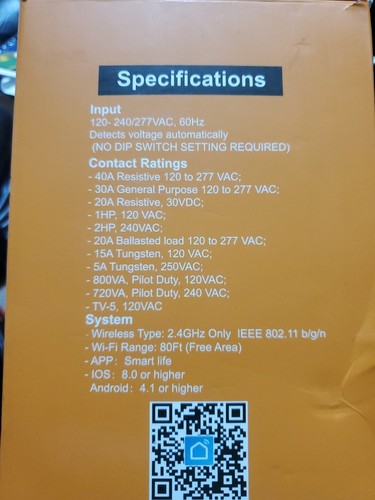 Specifications
Input
120- 240/277VAC, 60Hz
Detects voltage automatically
(NO DIP SWITCH SETTING REQUIRED)
Contact Ratings
- 40A Resistive 120 to 277 VAC;
- 30A General Purpose 120 to 277 VAC;
- 20A Resistive, 30VDC;
- 1HP, 120 VAC;
- 2HP, 240VAC;
- 20A Ballasted load 120 to 277 VAC;
- 15A Tungsten, 120 VAC;
- 5A Tungsten, 250VAC;
- 800VA, Pilot Duty, 120VAC;
- 720VA, Pilot Duty, 240 VAC;
- TV-5, 120VAC
System
- Wireless Type: 2.4GHz Only IEEE 802.11 b/g/n
- Wi-Fi Range: 80Ft (Free Area)
- APP: Smart life
- IOS: 8.0 or higher
Android: 4.1 or higher